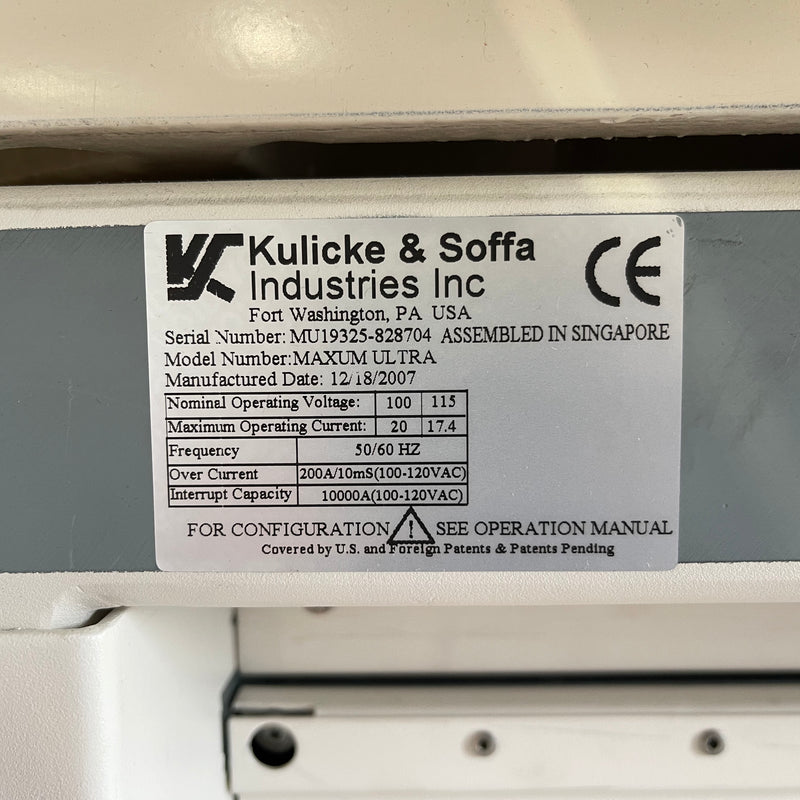 KS Kulicke & Soffa
Industries Inc
CE
Fort Washington, PA USA
Serial Number: MU19325-828704 ASSEMBLED IN SINGAPORE
Model Number:MAXUM ULTRA
Manufactured Date: 12/18/2007
Nominal Operating Voltage: 100 115
Maximum Operating Current: 20 17.4
Frequency 50/60 HZ
Over Current 200A/10mS(100-120VAC)
Interrupt Capacity 10000A(100-120VAC)
FOR CONFIGURATION ! SEE OPERATION MANUAL
Covered by U.S. and Foreign Patents & Patents Pending